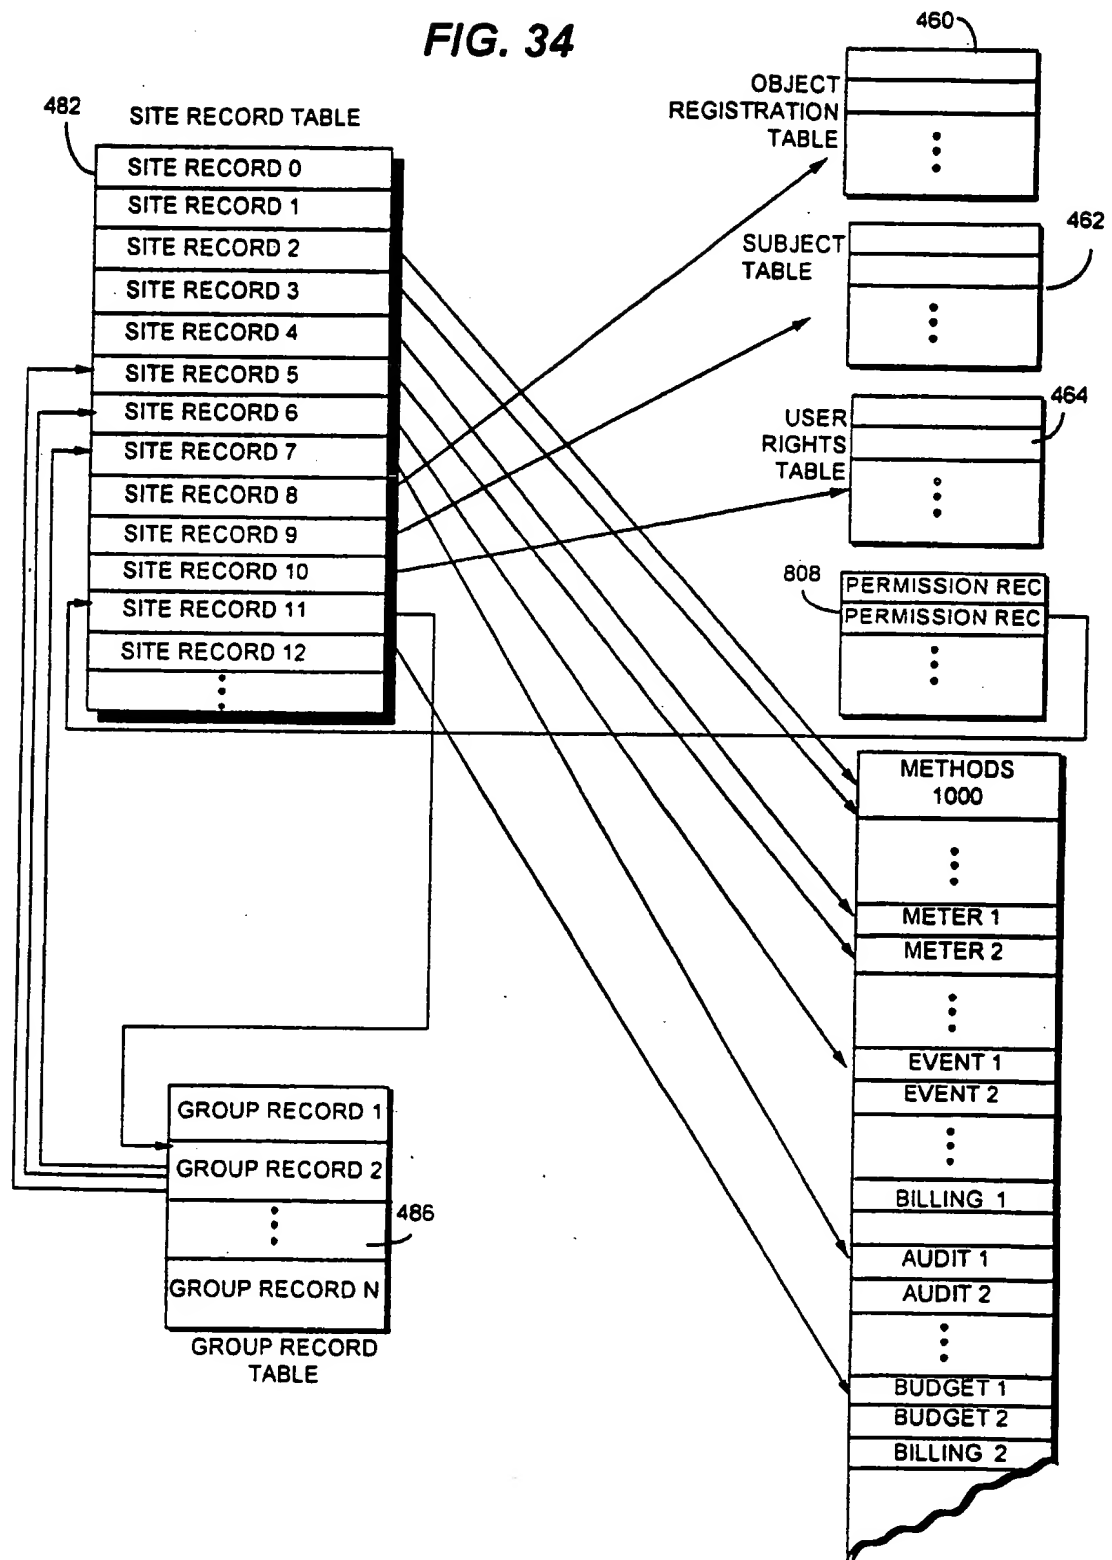 FIG. 34
482
SITE RECORD TABLE
SITE RECORD 0
SITE RECORD 1
SITE RECORD 2
SITE RECORD 3
SITE RECORD 4
SITE RECORD 5
SITE RECORD 6
SITE RECORD 7
SITE RECORD 8
SITE RECORD 9
SITE RECORD 10
SITE RECORD 11
SITE RECORD 12
460
OBJECT
REGISTRATION
TABLE
462
SUBJECT
TABLE
464
USER
RIGHTS
TABLE
808
PERMISSION REC
PERMISSION REC
METHODS
1000
METER 1
METER 2
EVENT 1
EVENT 2
BILLING 1
AUDIT 1
AUDIT 2
BUDGET 1
BUDGET 2
BILLING 2
GROUP RECORD 1
GROUP RECORD 2
486
GROUP RECORD N
GROUP RECORD
TABLE